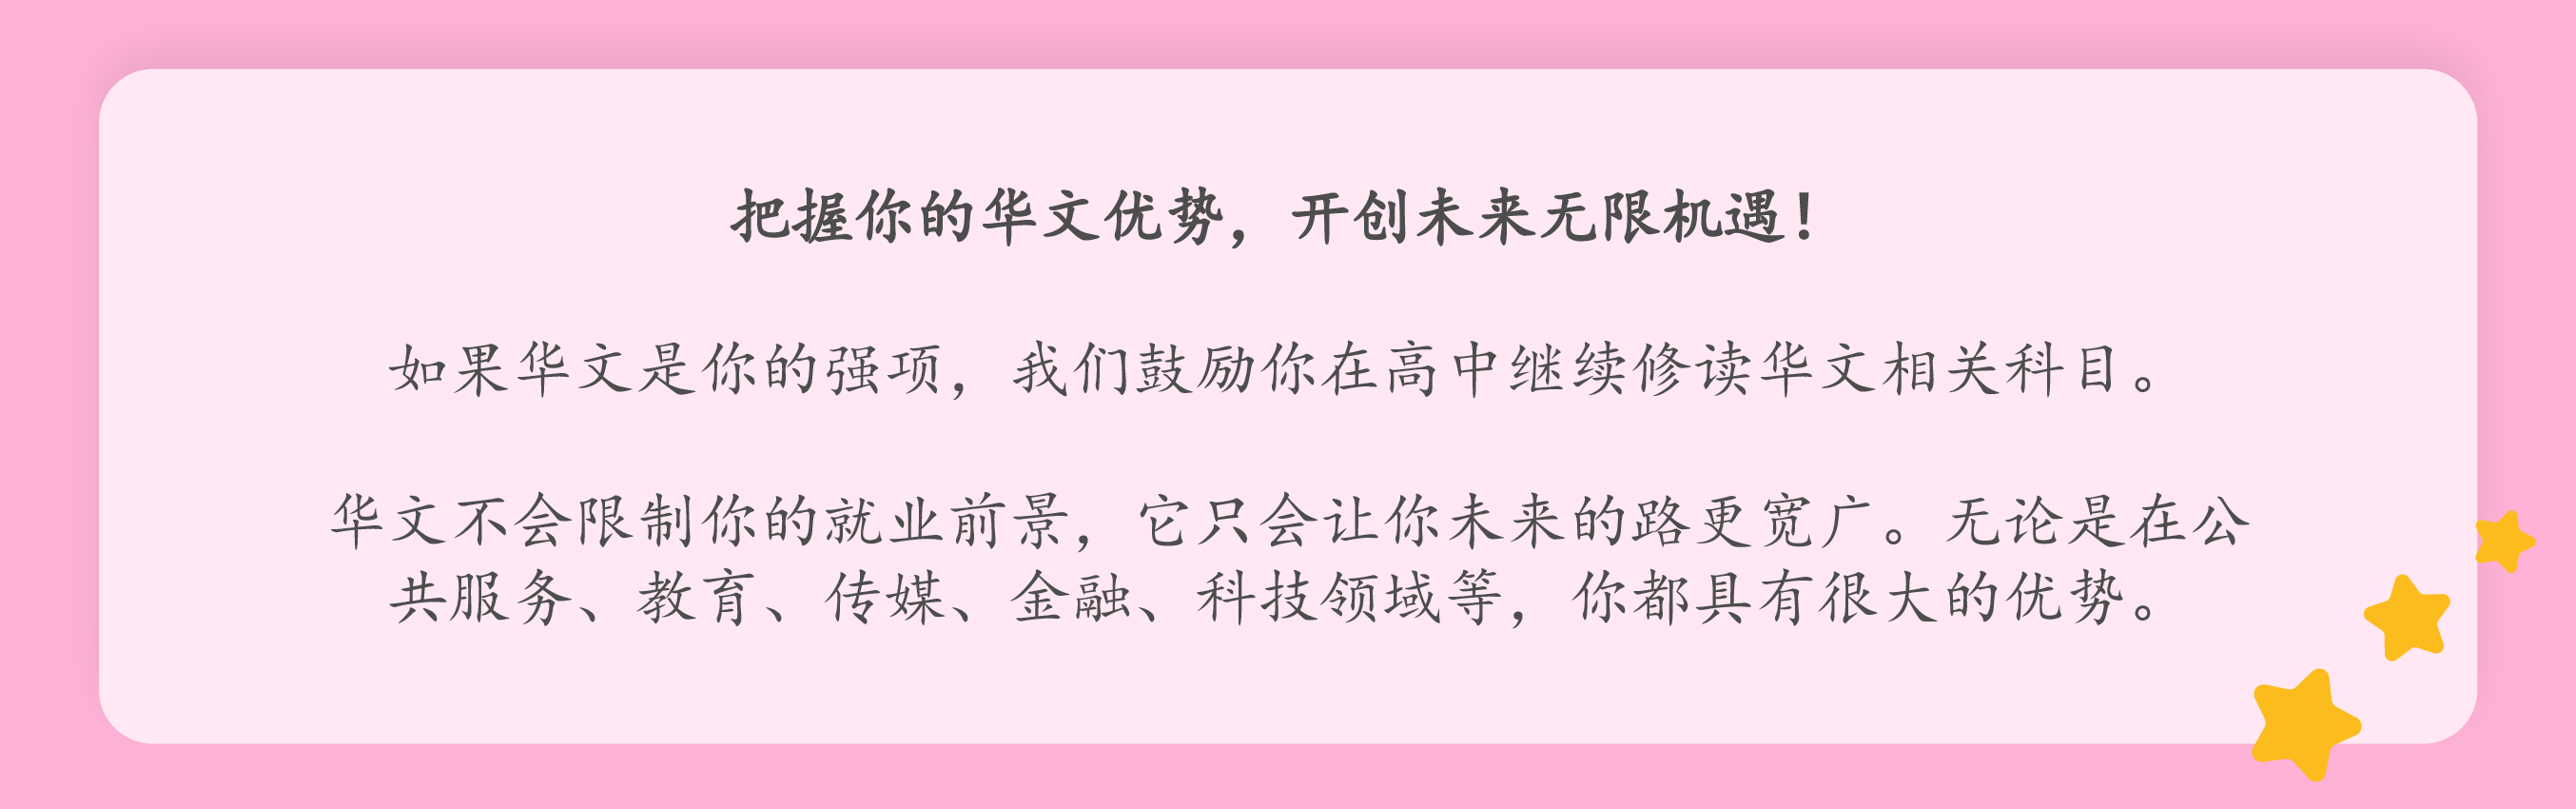 把握你的华文优势，开创未来无限机遇！
如果华文是你的强项，我们鼓励你在高中继续修读华文相关科目。
华文不会限制你的就业前景，它只会让你未来的路更宽广。无论是在公
共服务、教育、传媒、金融、科技领域等，你都具有很大的优势。